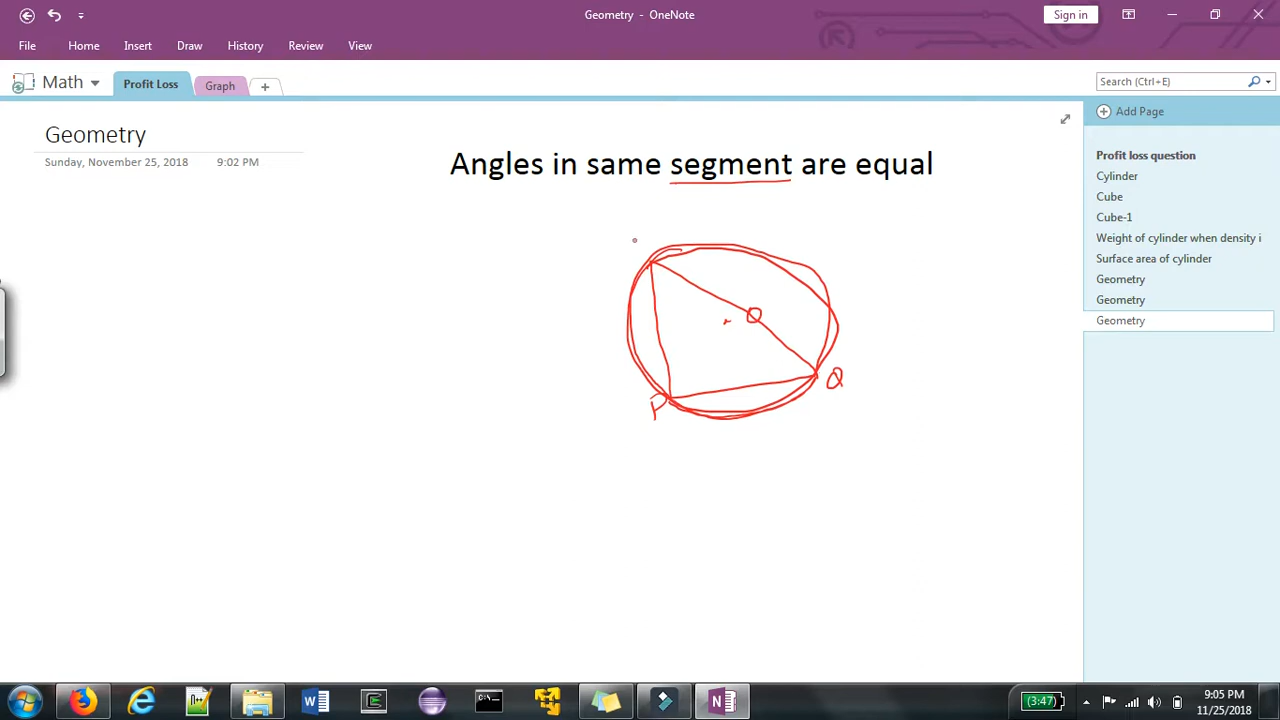 Geometry - OneNote
Sign in
File Home Insert Draw History Review View
Math Profit Loss Graph +
Search (Ctrl+E)
Add Page
Geometry
Sunday, November 25, 2018 9:02 PM
Angles in same segment are equal
Profit loss question
Cylinder
Cube
Cube-1
Weight of cylinder when density i
Surface area of cylinder
Geometry
Geometry
Geometry
O
P
Q
(3:47)
9:05 PM
11/25/2018